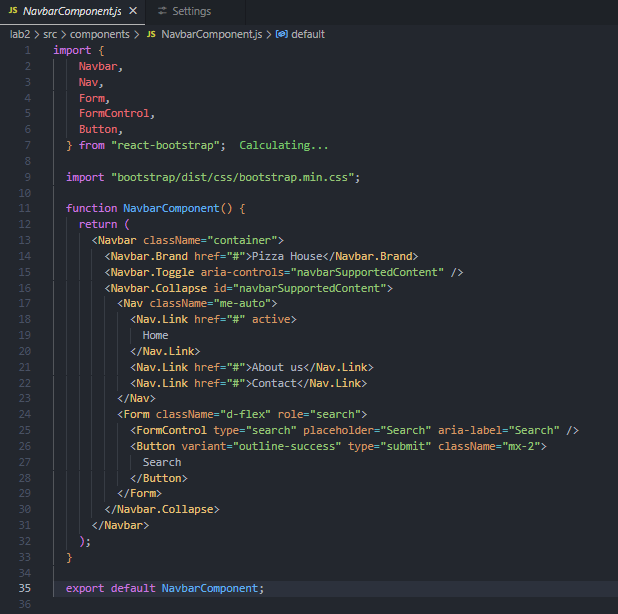 JS NavbarComponent.js × Settings
lab2 > src > components > JS NavbarComponent.js > default
1 import {
2 Navbar,
3 Nav,
4 Form,
5 FormControl,
6 Button,
7 } from "react-bootstrap"; Calculating...
8
9 import "bootstrap/dist/css/bootstrap.min.css";
10
11 function NavbarComponent() {
12 return (
13 <Navbar className="container">
14 <Navbar.Brand href="#">Pizza House</Navbar.Brand>
15 <Navbar.Toggle aria-controls="navbarSupportedContent" />
16 <Navbar.Collapse id="navbarSupportedContent">
17 <Nav className="me-auto">
18 <Nav.Link href="#" active>
19 Home
20 </Nav.Link>
21 <Nav.Link href="#">About us</Nav.Link>
22 <Nav.Link href="#">Contact</Nav.Link>
23 </Nav>
24 <Form className="d-flex" role="search">
25 <FormControl type="search" placeholder="Search" aria-label="Search" />
26 <Button variant="outline-success" type="submit" className="mx-2">
27 Search
28 </Button>
29 </Form>
30 </Navbar.Collapse>
31 </Navbar>
32 );
33 }
34
35 export default NavbarComponent;
36